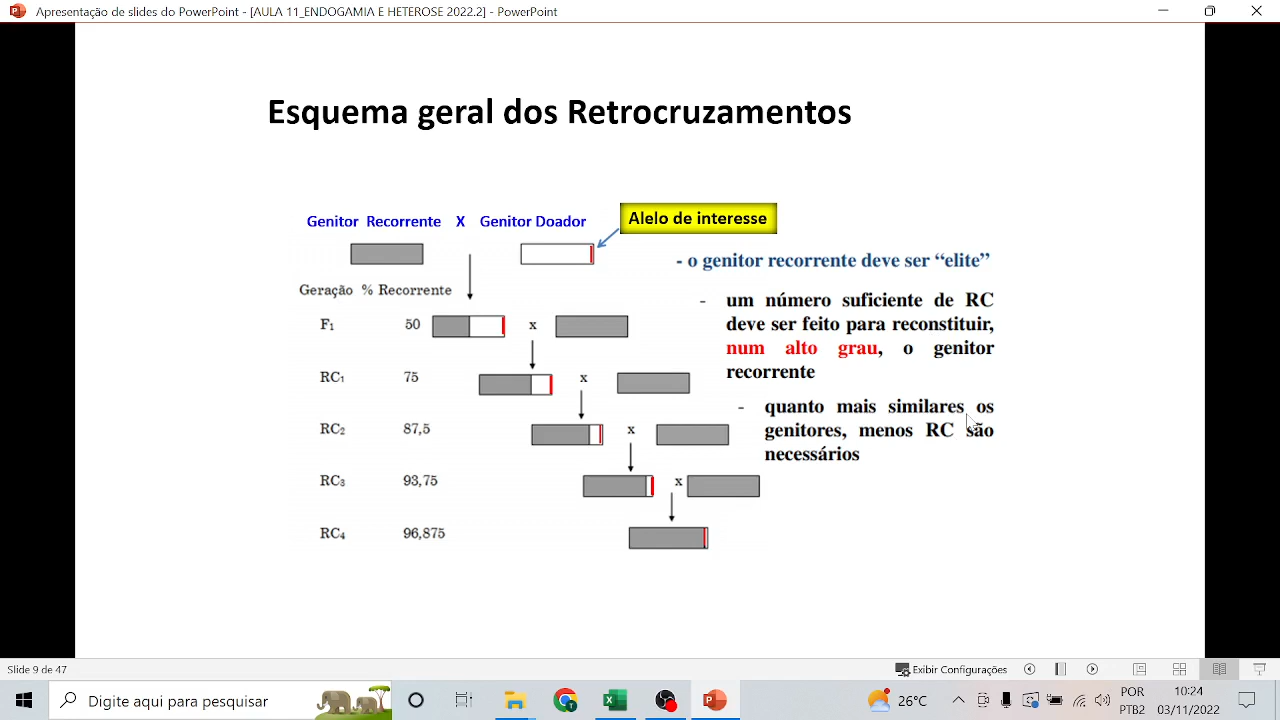 Apresentação de slides do PowerPoint - [AULA 11_ENDOGAMIA E HETEROSE 2022.2] - PowerPoint
Esquema geral dos Retrocruzamentos
Genitor Recorrente X Genitor Doador
Alelo de interesse
Geração % Recorrente
F₁ 50 x
RC₁ 75 x
RC₂ 87,5 x
RC₃ 93,75 x
RC₄ 96,875
- o genitor recorrente deve ser “elite”
- um número suficiente de RC
deve ser feito para reconstituir,
num alto grau, o genitor
recorrente
- quanto mais similares os
genitores, menos RC são
necessários
Slide 9 de 47
Exibir Configurações
Digite aqui para pesquisar
26°C
POR
PTB2
10:24
03/11/2022